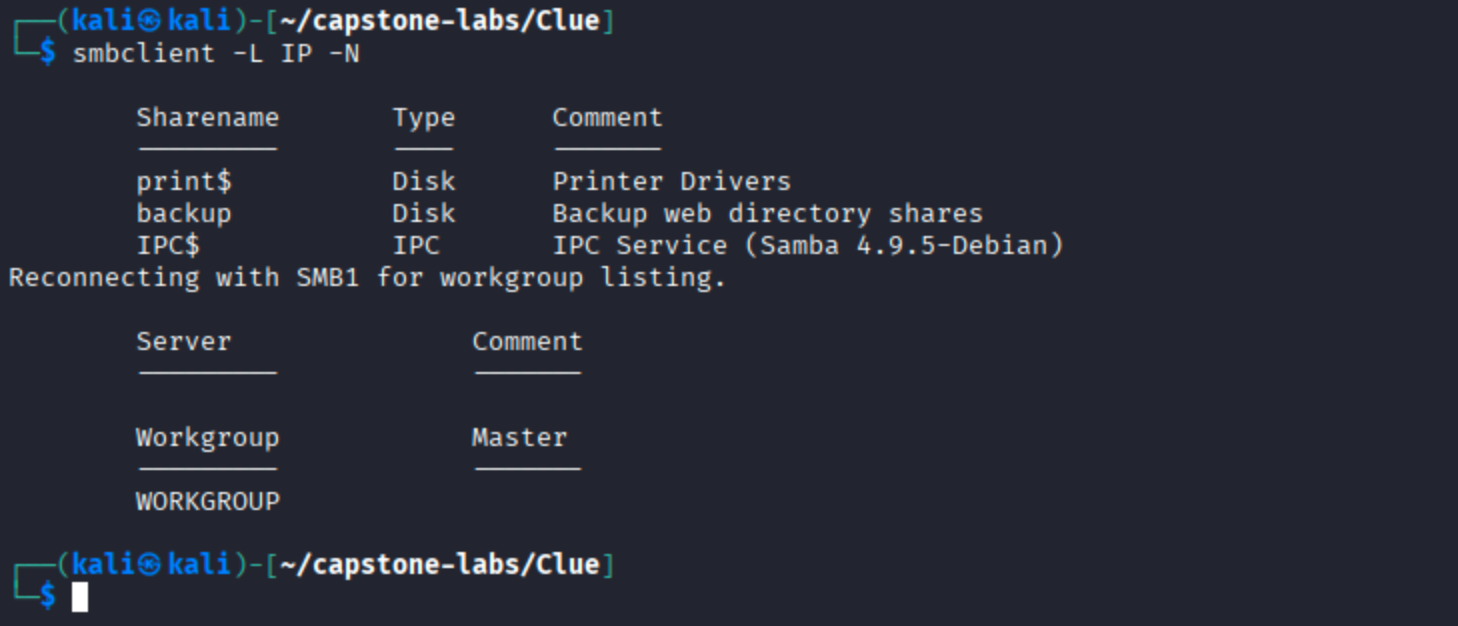 ┌──(kali㉿kali)-[~/capstone-labs/Clue]
└─$ smbclient -L IP -N
Sharename Type Comment
--------- ---- -------
print$ Disk Printer Drivers
backup Disk Backup web directory shares
IPC$ IPC IPC Service (Samba 4.9.5-Debian)
Reconnecting with SMB1 for workgroup listing.
Server Comment
--------- -------
Workgroup Master
--------- -------
WORKGROUP
┌──(kali㉿kali)-[~/capstone-labs/Clue]
└─$